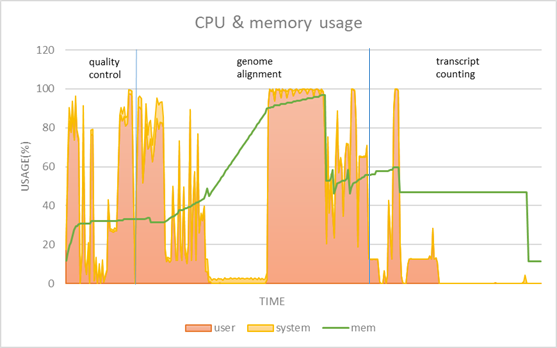 CPU & memory usage
120
100
80
60
40
20
0
USAGE(%)
quality
control
genome
alignment
transcript
counting
TIME
user system mem